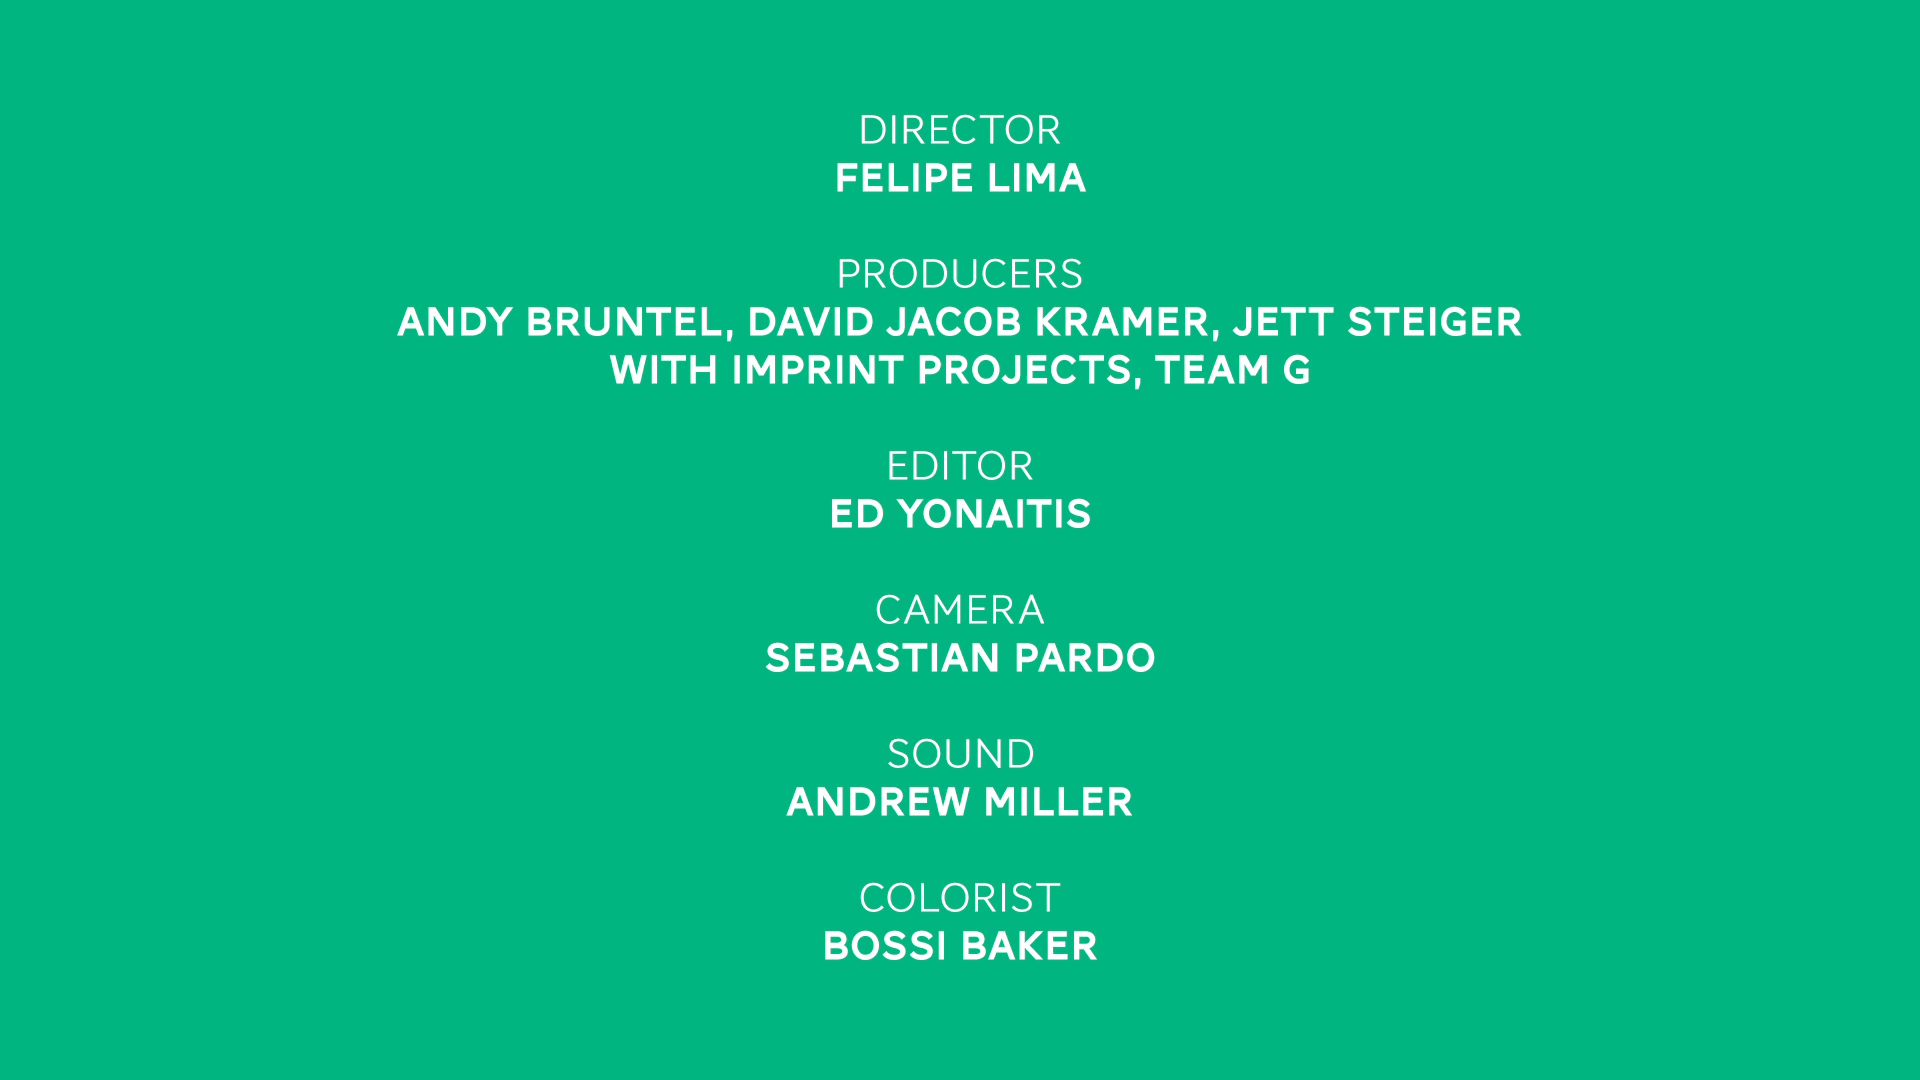 DIRECTOR
FELIPE LIMA
PRODUCERS
ANDY BRUNTEL, DAVID JACOB KRAMER, JETT STEIGER
WITH IMPRINT PROJECTS, TEAM G
EDITOR
ED YONAITIS
CAMERA
SEBASTIAN PARDO
SOUND
ANDREW MILLER
COLORIST
BOSSI BAKER